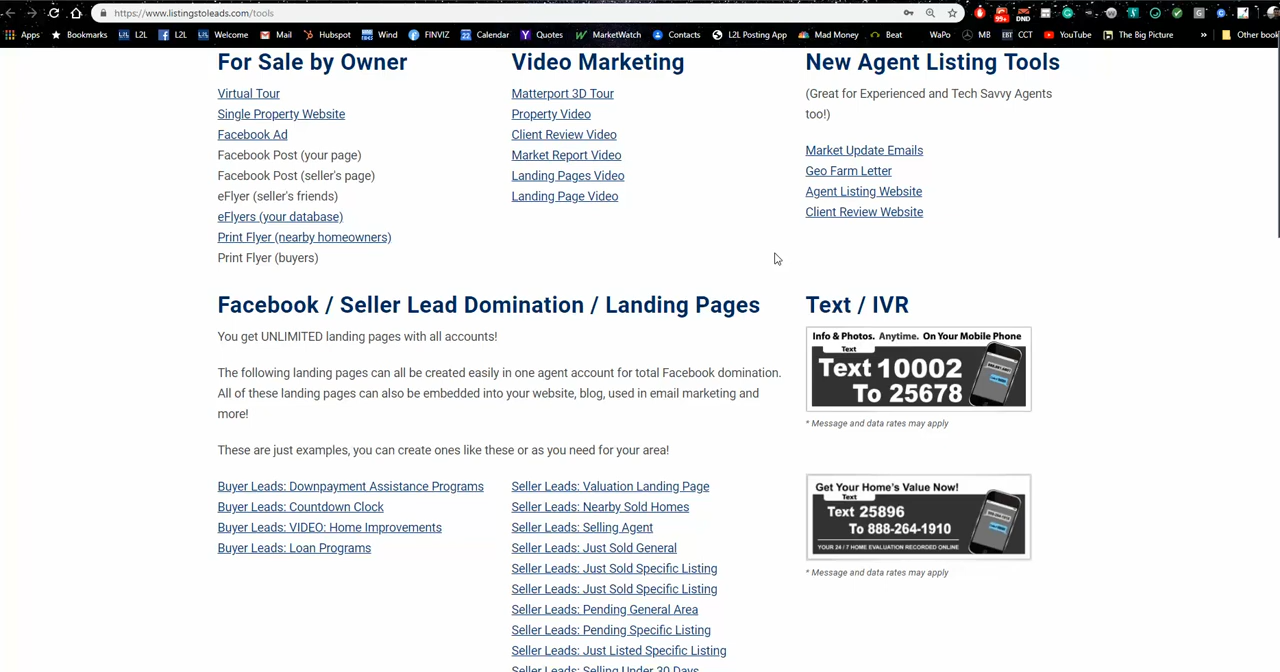 https://www.listingstoleads.com/tools
Apps Bookmarks L2L L2L Welcome Mail Hubspot Wind FINVIZ Calendar Quotes MarketWatch Contacts L2L Posting App Mad Money Beat WaPo MB CCT YouTube The Big Picture » Other book
For Sale by Owner
Virtual Tour
Single Property Website
Facebook Ad
Facebook Post (your page)
Facebook Post (seller's page)
eFlyer (seller's friends)
eFlyers (your database)
Print Flyer (nearby homeowners)
Print Flyer (buyers)
Video Marketing
Matterport 3D Tour
Property Video
Client Review Video
Market Report Video
Landing Pages Video
Landing Page Video
New Agent Listing Tools
(Great for Experienced and Tech Savvy Agents
too!)
Market Update Emails
Geo Farm Letter
Agent Listing Website
Client Review Website
Facebook / Seller Lead Domination / Landing Pages
You get UNLIMITED landing pages with all accounts!
The following landing pages can all be created easily in one agent account for total Facebook domination.
All of these landing pages can also be embedded into your website, blog, used in email marketing and
more!
These are just examples, you can create ones like these or as you need for your area!
Buyer Leads: Downpayment Assistance Programs
Buyer Leads: Countdown Clock
Buyer Leads: VIDEO: Home Improvements
Buyer Leads: Loan Programs
Seller Leads: Valuation Landing Page
Seller Leads: Nearby Sold Homes
Seller Leads: Selling Agent
Seller Leads: Just Sold General
Seller Leads: Just Sold Specific Listing
Seller Leads: Just Sold Specific Listing
Seller Leads: Pending General Area
Seller Leads: Pending Specific Listing
Seller Leads: Just Listed Specific Listing
Seller Leads: Selling Under 30 Days
Text / IVR
Info & Photos. Anytime. On Your Mobile Phone
Text
Text 10002
To 25678
* Message and data rates may apply
Get Your Home's Value Now!
Text
Text 25896
To 888-264-1910
YOUR 24 / 7 HOME EVALUATION RECORDED ONLINE
* Message and data rates may apply